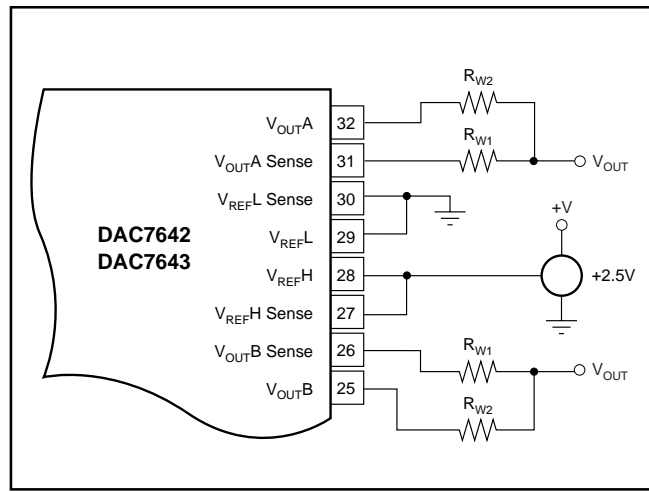 R_W2
V_OUTA 32
R_W1
V_OUTA Sense 31
V_OUT
V_REFL Sense 30
+V
V_REFL 29
DAC7642
DAC7643
V_REFH 28
+2.5V
V_REFH Sense 27
V_OUTB Sense 26
R_W1
V_OUT
V_OUTB 25
R_W2